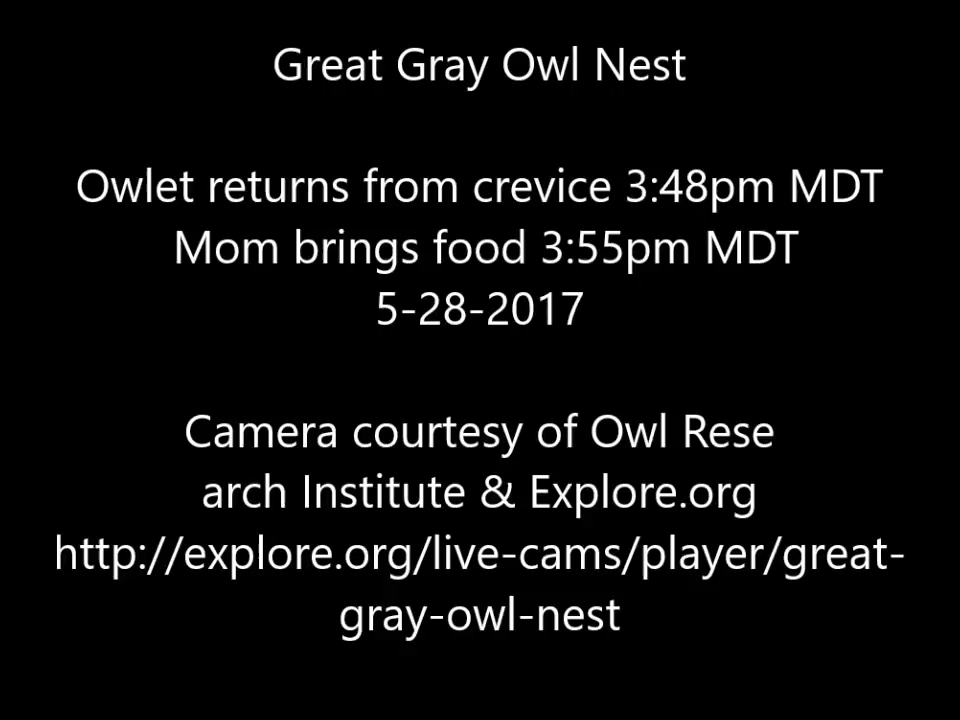 Great Gray Owl Nest
Owlet returns from crevice 3:48pm MDT
Mom brings food 3:55pm MDT
5-28-2017
Camera courtesy of Owl Rese
arch Institute & Explore.org
http://explore.org/live-cams/player/great-
gray-owl-nest